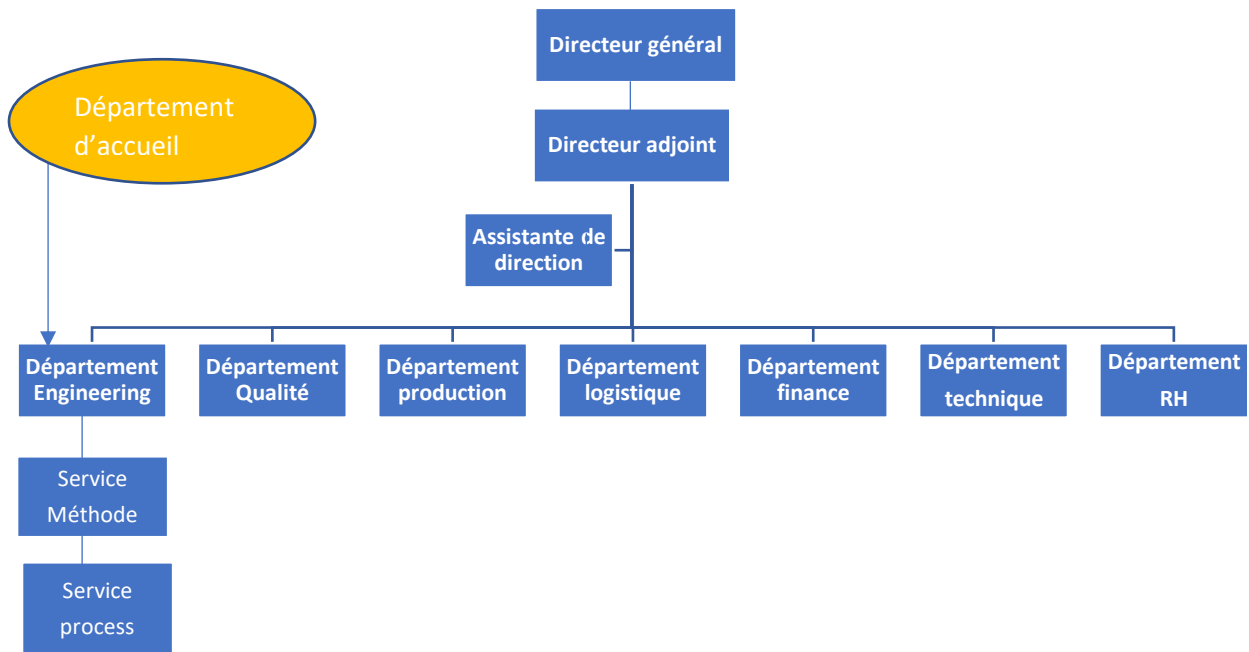 Directeur général
Département
d’accueil
Directeur adjoint
Assistante de
direction
Département
Engineering
Département
Qualité
Département
production
Département
logistique
Département
finance
Département
technique
Département
RH
Service
Méthode
Service
process